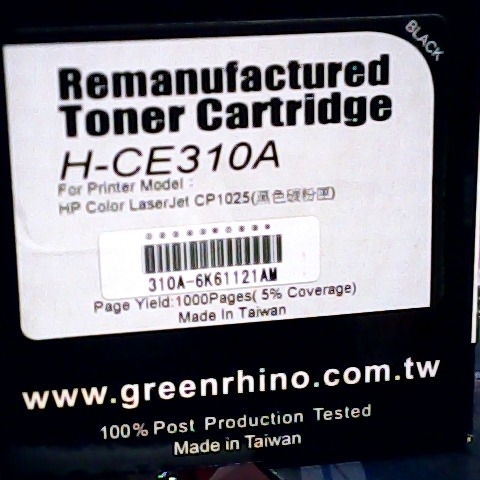 BLACK
Remanufactured
Toner Cartridge
H-CE310A
For Printer Model :
HP Color LaserJet CP1025(黑色碳粉匣)
310A-6K61121AM
Page Yield:1000Pages( 5% Coverage)
Made In Taiwan
www.greenrhino.com.tw
100% Post Production Tested
Made in Taiwan